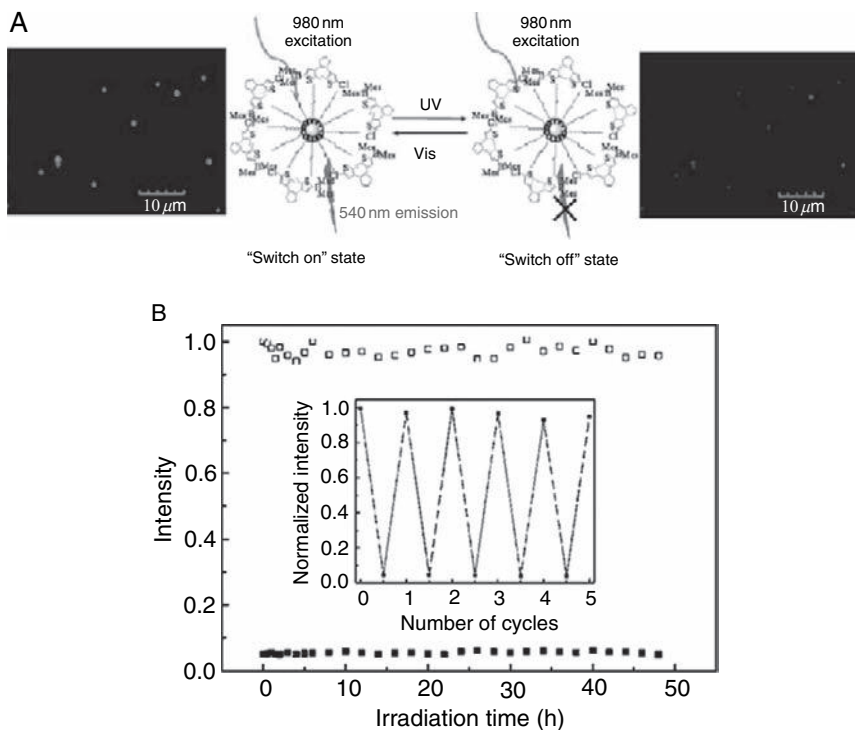 A
980 nm
excitation
980 nm
excitation
UV
Vis
540 nm emission
10 μm
10 μm
"Switch on" state
"Switch off" state
B
Intensity
1.0
0.8
0.6
0.4
0.2
0.0
Normalized intensity
1.0
0.8
0.6
0.4
0.2
0.0
0 1 2 3 4 5
Number of cycles
0 10 20 30 40 50
Irradiation time (h)